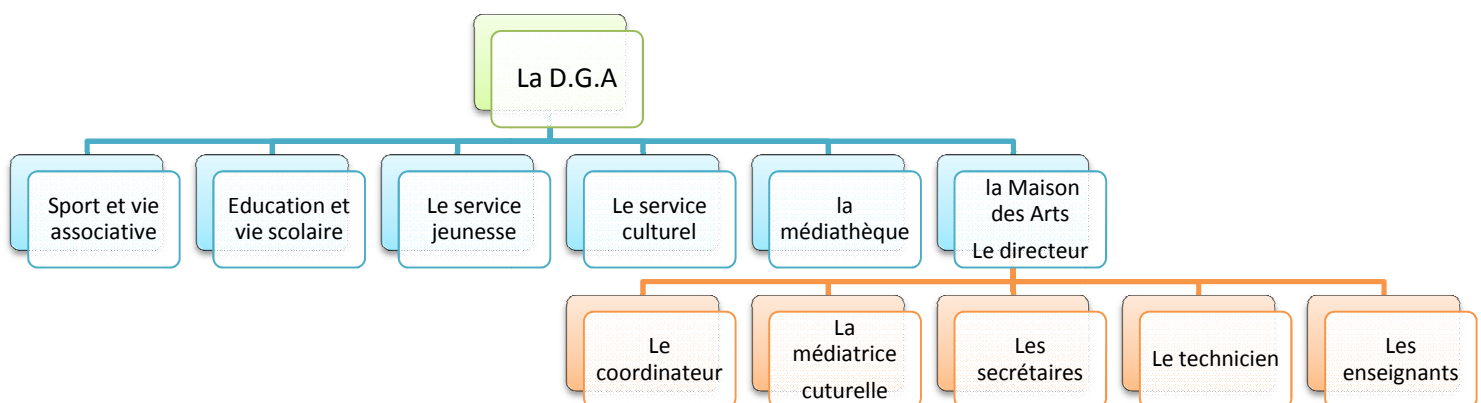 La D.G.A
Sport et vie
associative
Education et
vie scolaire
Le service
jeunesse
Le service
culturel
la
médiathèque
la Maison
des Arts
Le directeur
Le
coordinateur
La
médiatrice
cuturelle
Les
secrétaires
Le technicien
Les
enseignants